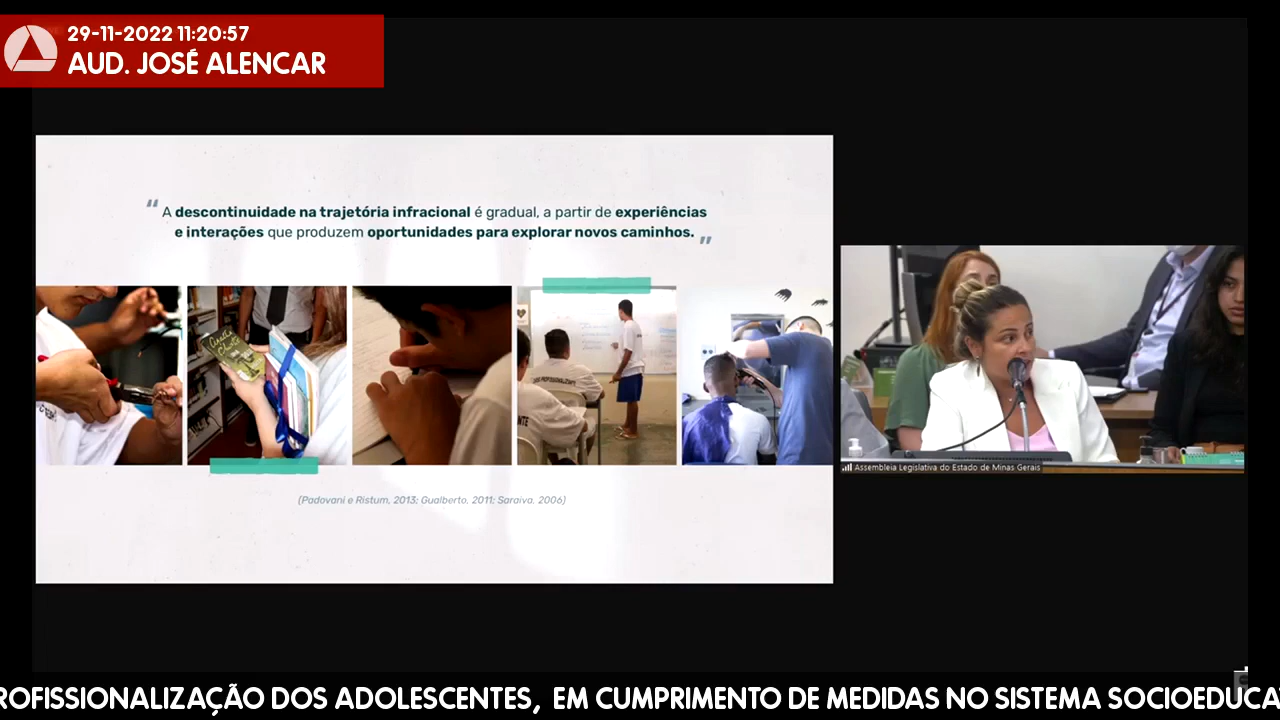 29-11-2022 11:20:57
AUD. JOSÉ ALENCAR
“ A descontinuidade na trajetória infracional é gradual, a partir de experiências
e interações que produzem oportunidades para explorar novos caminhos. ”
(Padovani e Ristum, 2013; Gualberto, 2011; Saraiva, 2006)
Assembleia Legislativa do Estado de Minas Gerais
ROFISSIONALIZAÇÃO DOS ADOLESCENTES, EM CUMPRIMENTO DE MEDIDAS NO SISTEMA SOCIOEDUCA